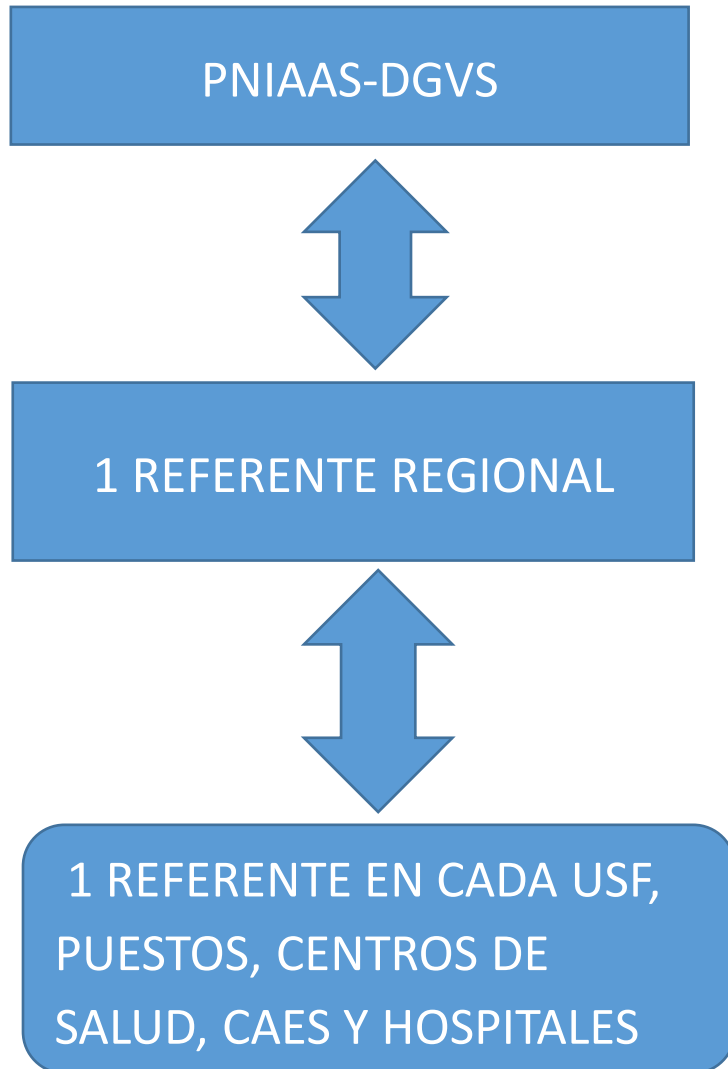 PNIAAS-DGVS
1 REFERENTE REGIONAL
1 REFERENTE EN CADA USF,
PUESTOS, CENTROS DE
SALUD, CAES Y HOSPITALES